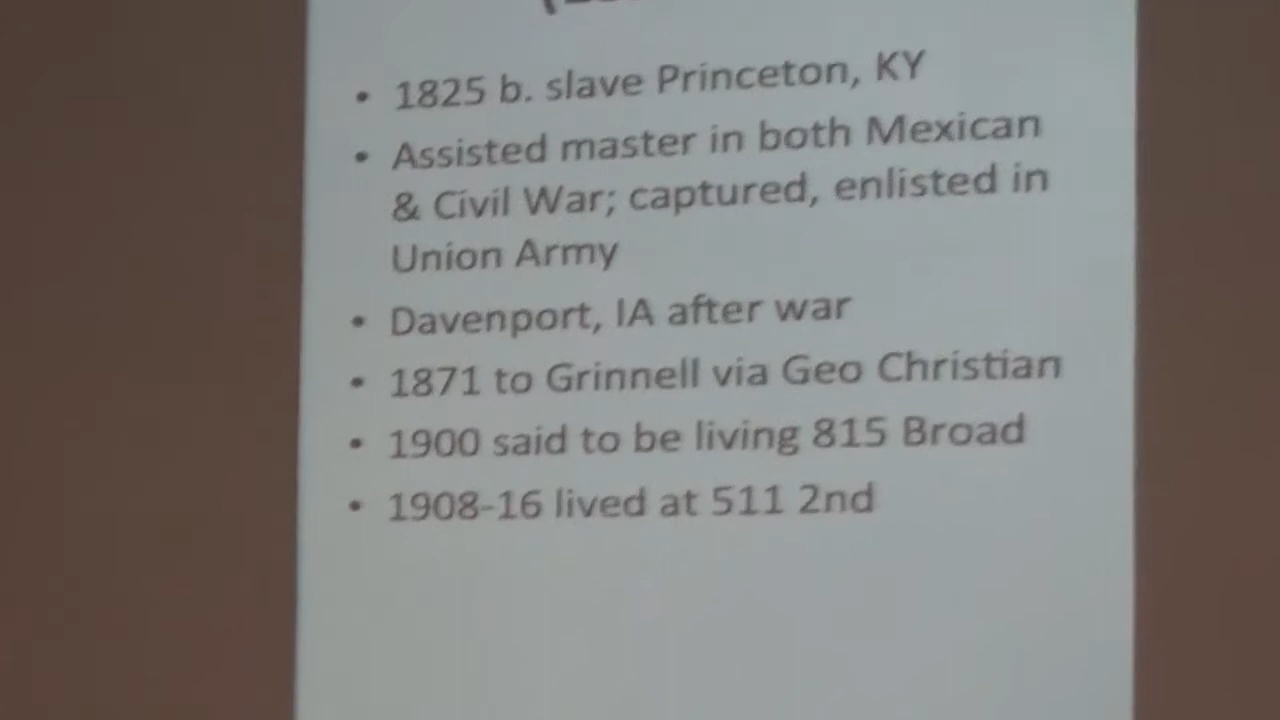 • 1825 b. slave Princeton, KY
• Assisted master in both Mexican
& Civil War; captured, enlisted in
Union Army
• Davenport, IA after war
• 1871 to Grinnell via Geo Christian
• 1900 said to be living 815 Broad
• 1908-16 lived at 511 2nd